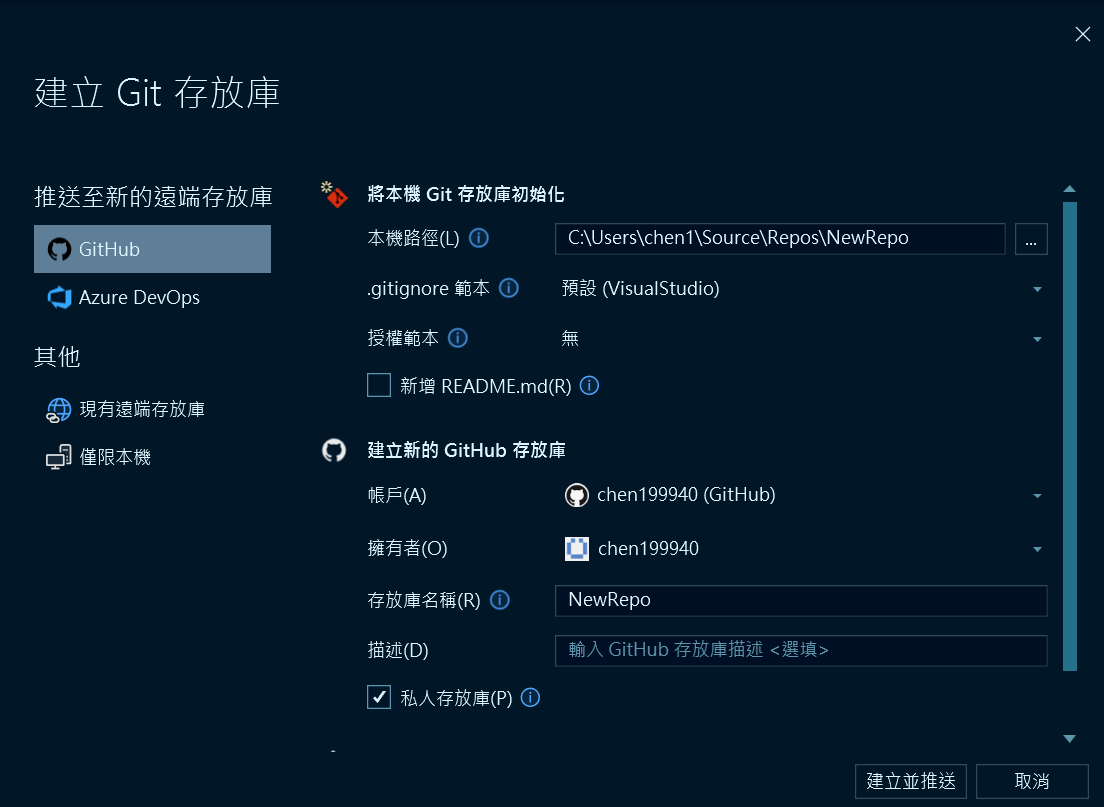 建立 Git 存放庫
推送至新的遠端存放庫
GitHub
Azure DevOps
其他
現有遠端存放庫
僅限本機
將本機 Git 存放庫初始化
本機路徑(L) C:\Users\chen1\Source\Repos\NewRepo ...
.gitignore 範本 預設 (VisualStudio)
授權範本 無
新增 README.md(R)
建立新的 GitHub 存放庫
帳戶(A) chen199940 (GitHub)
擁有者(O) chen199940
存放庫名稱(R) NewRepo
描述(D) 輸入 GitHub 存放庫描述 <選填>
私人存放庫(P)
建立並推送 取消